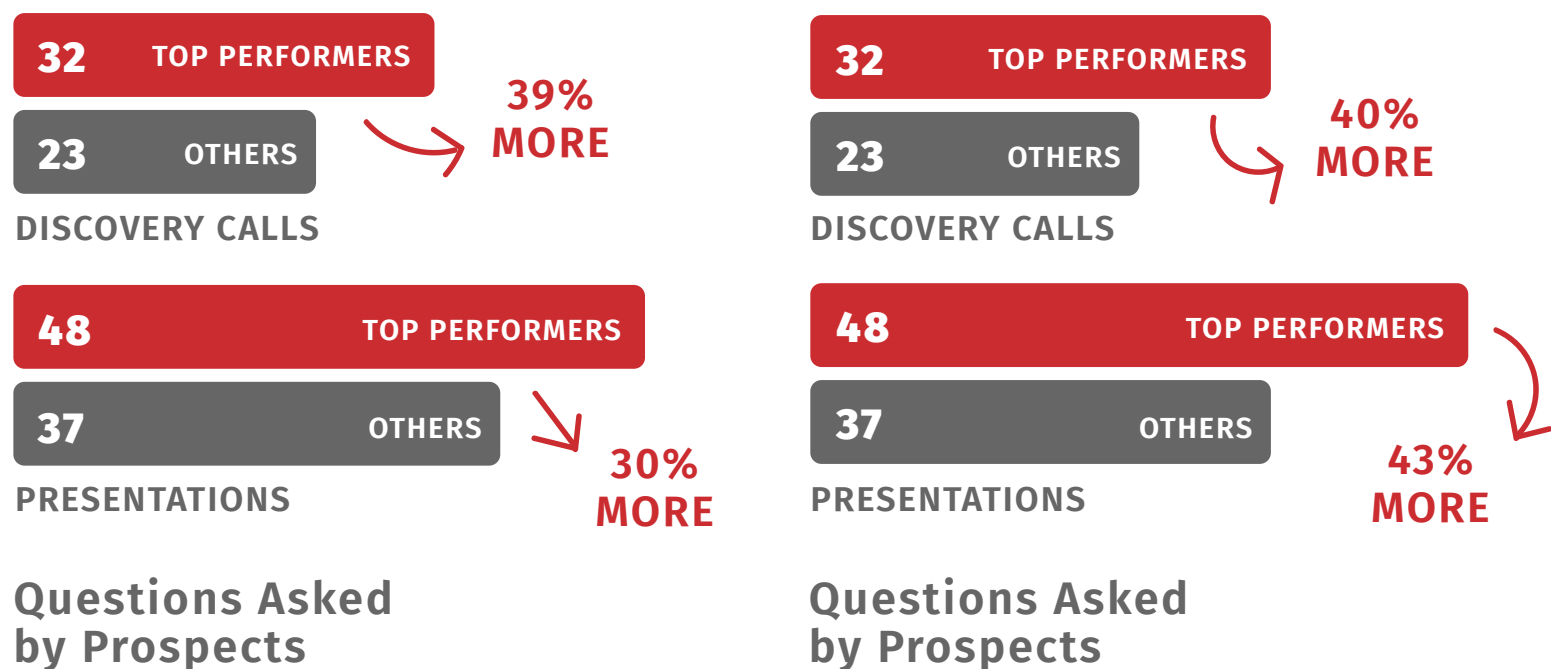 32 TOP PERFORMERS
39%
MORE
23 OTHERS
DISCOVERY CALLS
48 TOP PERFORMERS
37 OTHERS
30%
MORE
PRESENTATIONS
Questions Asked
by Prospects
32 TOP PERFORMERS
40%
MORE
23 OTHERS
DISCOVERY CALLS
48 TOP PERFORMERS
37 OTHERS
43%
MORE
PRESENTATIONS
Questions Asked
by Prospects